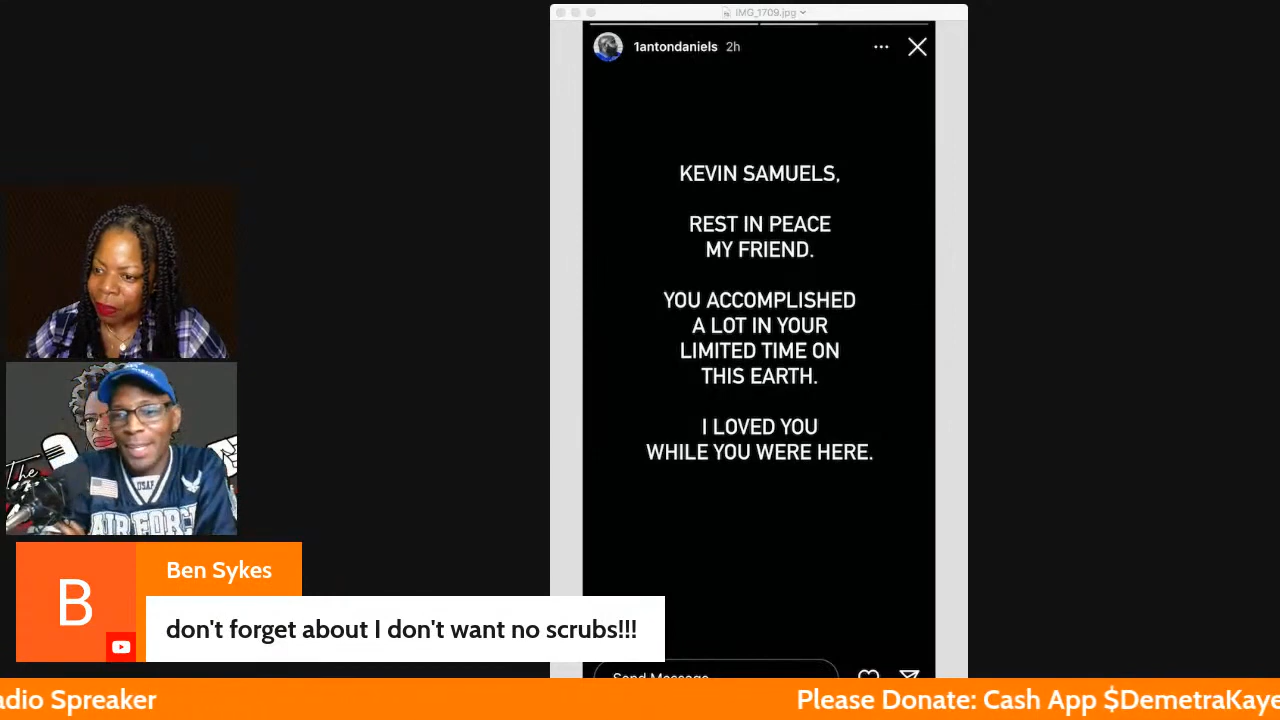 IMG_1709.jpg
1antondaniels 2h
KEVIN SAMUELS,
REST IN PEACE
MY FRIEND.
YOU ACCOMPLISHED
A LOT IN YOUR
LIMITED TIME ON
THIS EARTH.
I LOVED YOU
WHILE YOU WERE HERE.
The
USAF
AIR FORC
B
Ben Sykes
don't forget about I don't want no scrubs!!!
Send Message
adio Spreaker
Please Donate: Cash App $DemetraKaye